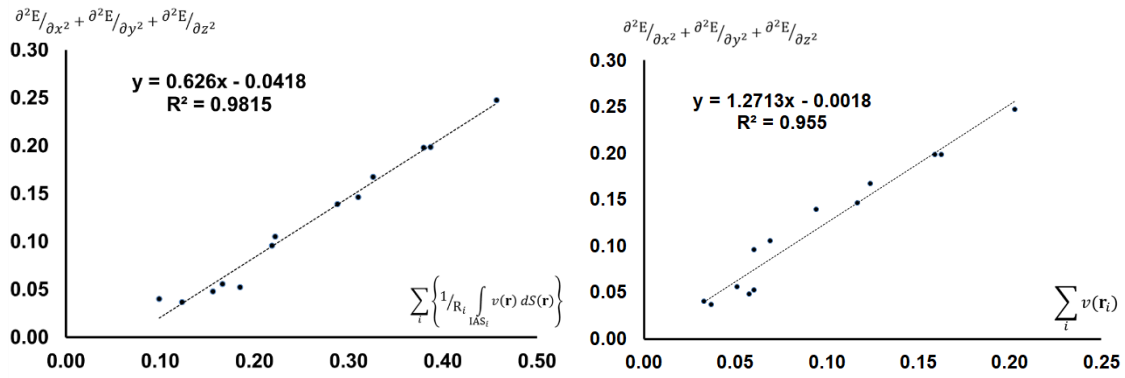 ∂²E/∂x² + ∂²E/∂y² + ∂²E/∂z²
0.30
0.25
0.20
0.15
0.10
0.05
0.00
y = 0.626x - 0.0418
R² = 0.9815
∑ᵢ {1/Rᵢ ∫_IASᵢ v(r) dS(r)}
0.00 0.10 0.20 0.30 0.40 0.50
∂²E/∂x² + ∂²E/∂y² + ∂²E/∂z²
0.30
0.25
0.20
0.15
0.10
0.05
0.00
y = 1.2713x - 0.0018
R² = 0.955
∑ᵢ v(rᵢ)
0.00 0.05 0.10 0.15 0.20 0.25